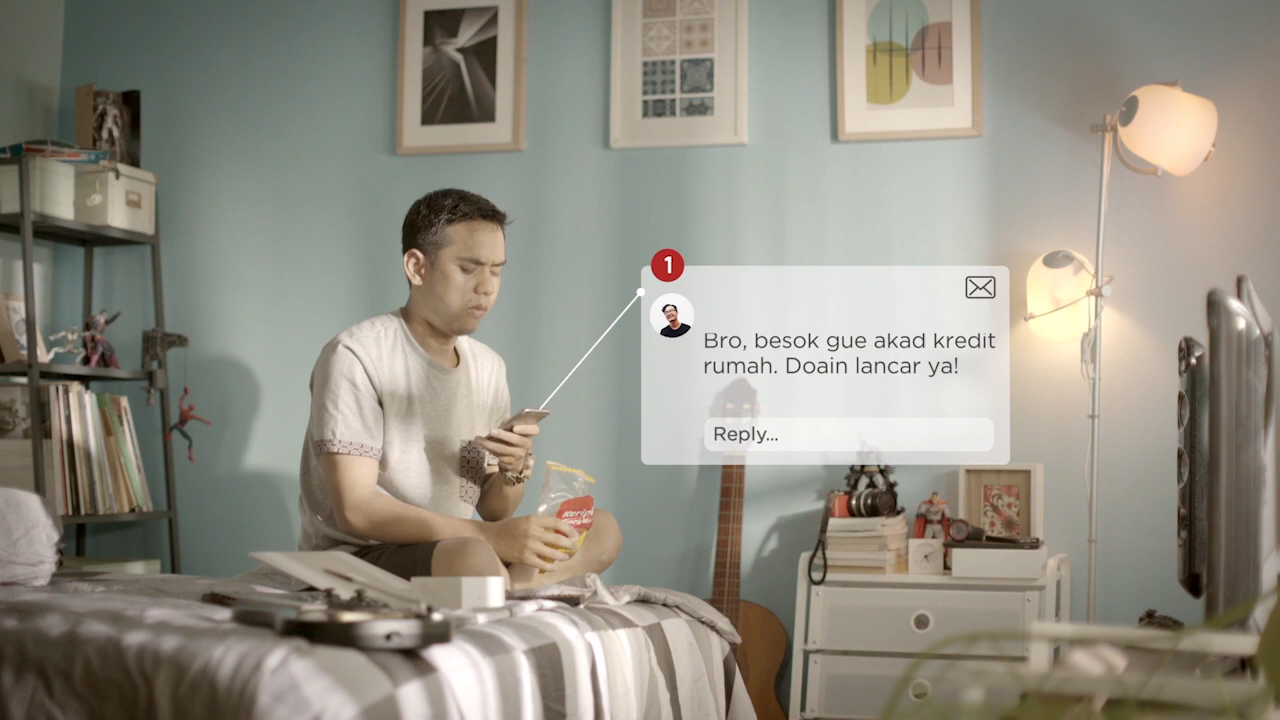 1
Bro, besok gue akad kredit
rumah. Doain lancar ya!
Reply...